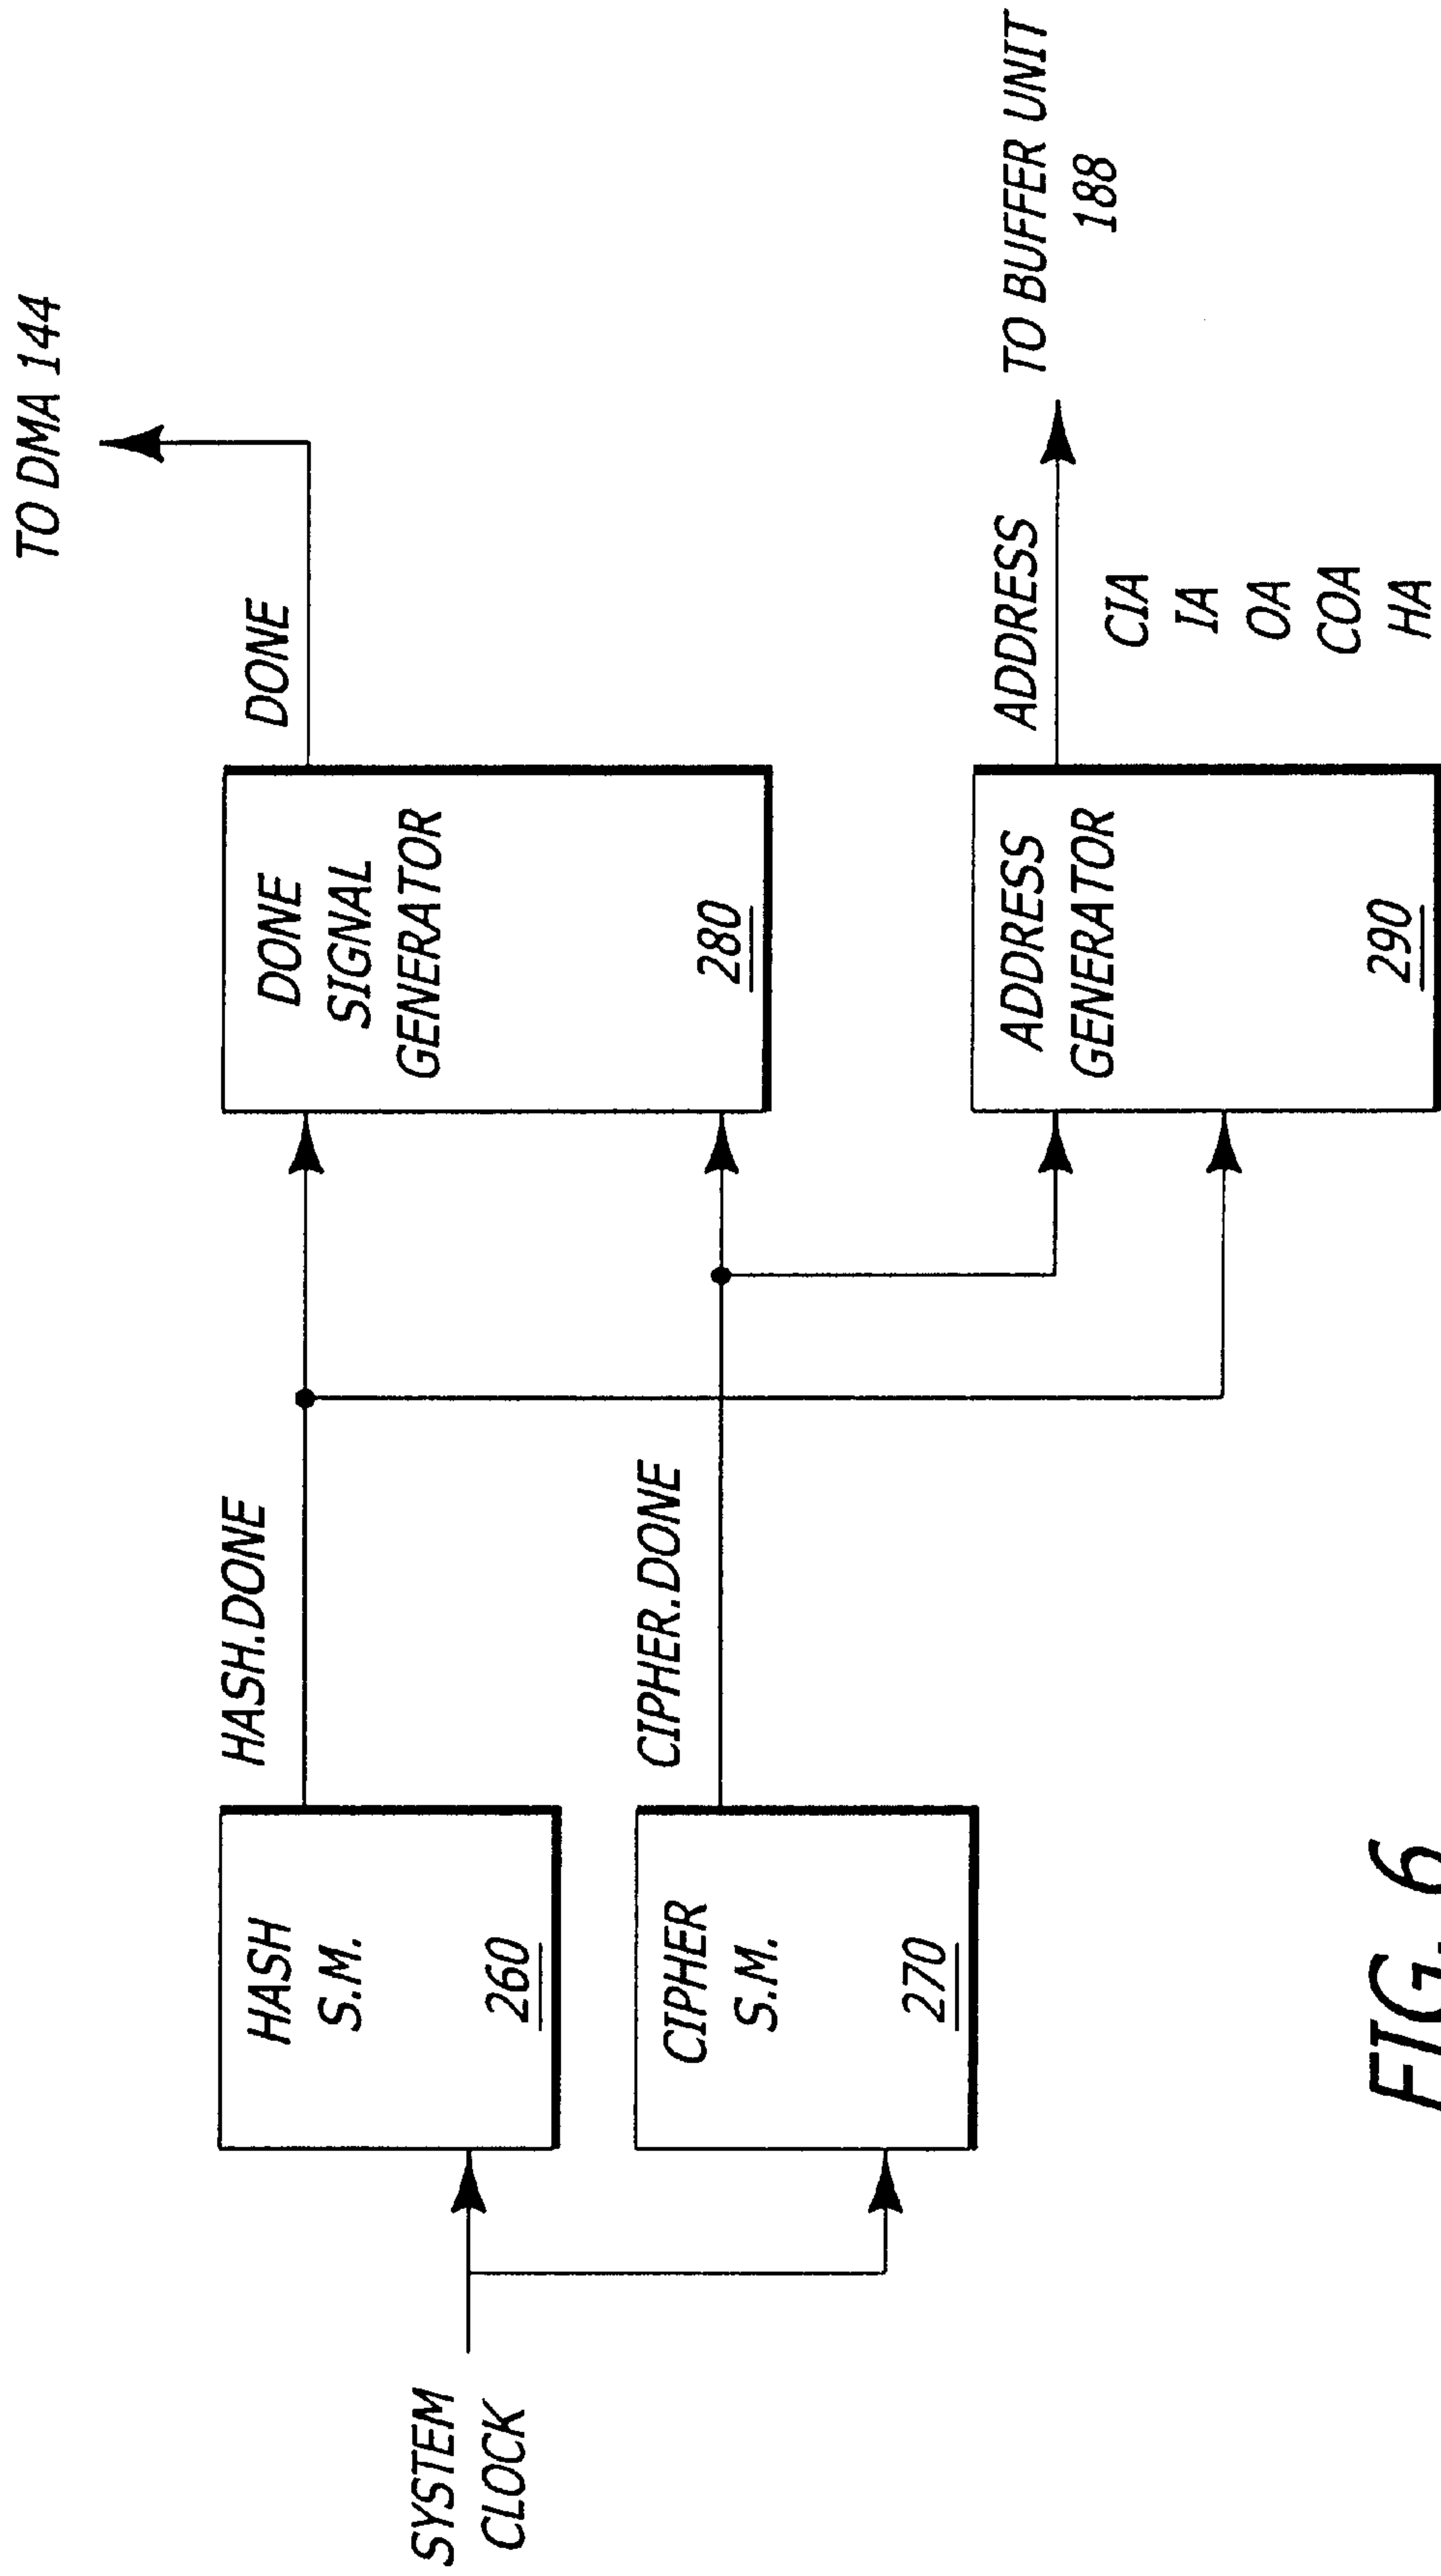 TO DMA 144
HASH.DONE
DONE
HASH
S.M.
260
DONE
SIGNAL
GENERATOR
280
SYSTEM
CLOCK
CIPHER.DONE
CIPHER
S.M.
270
ADDRESS
TO BUFFER UNIT
188
ADDRESS
GENERATOR
290
CIA
IA
OA
COA
HA
FIG. 6